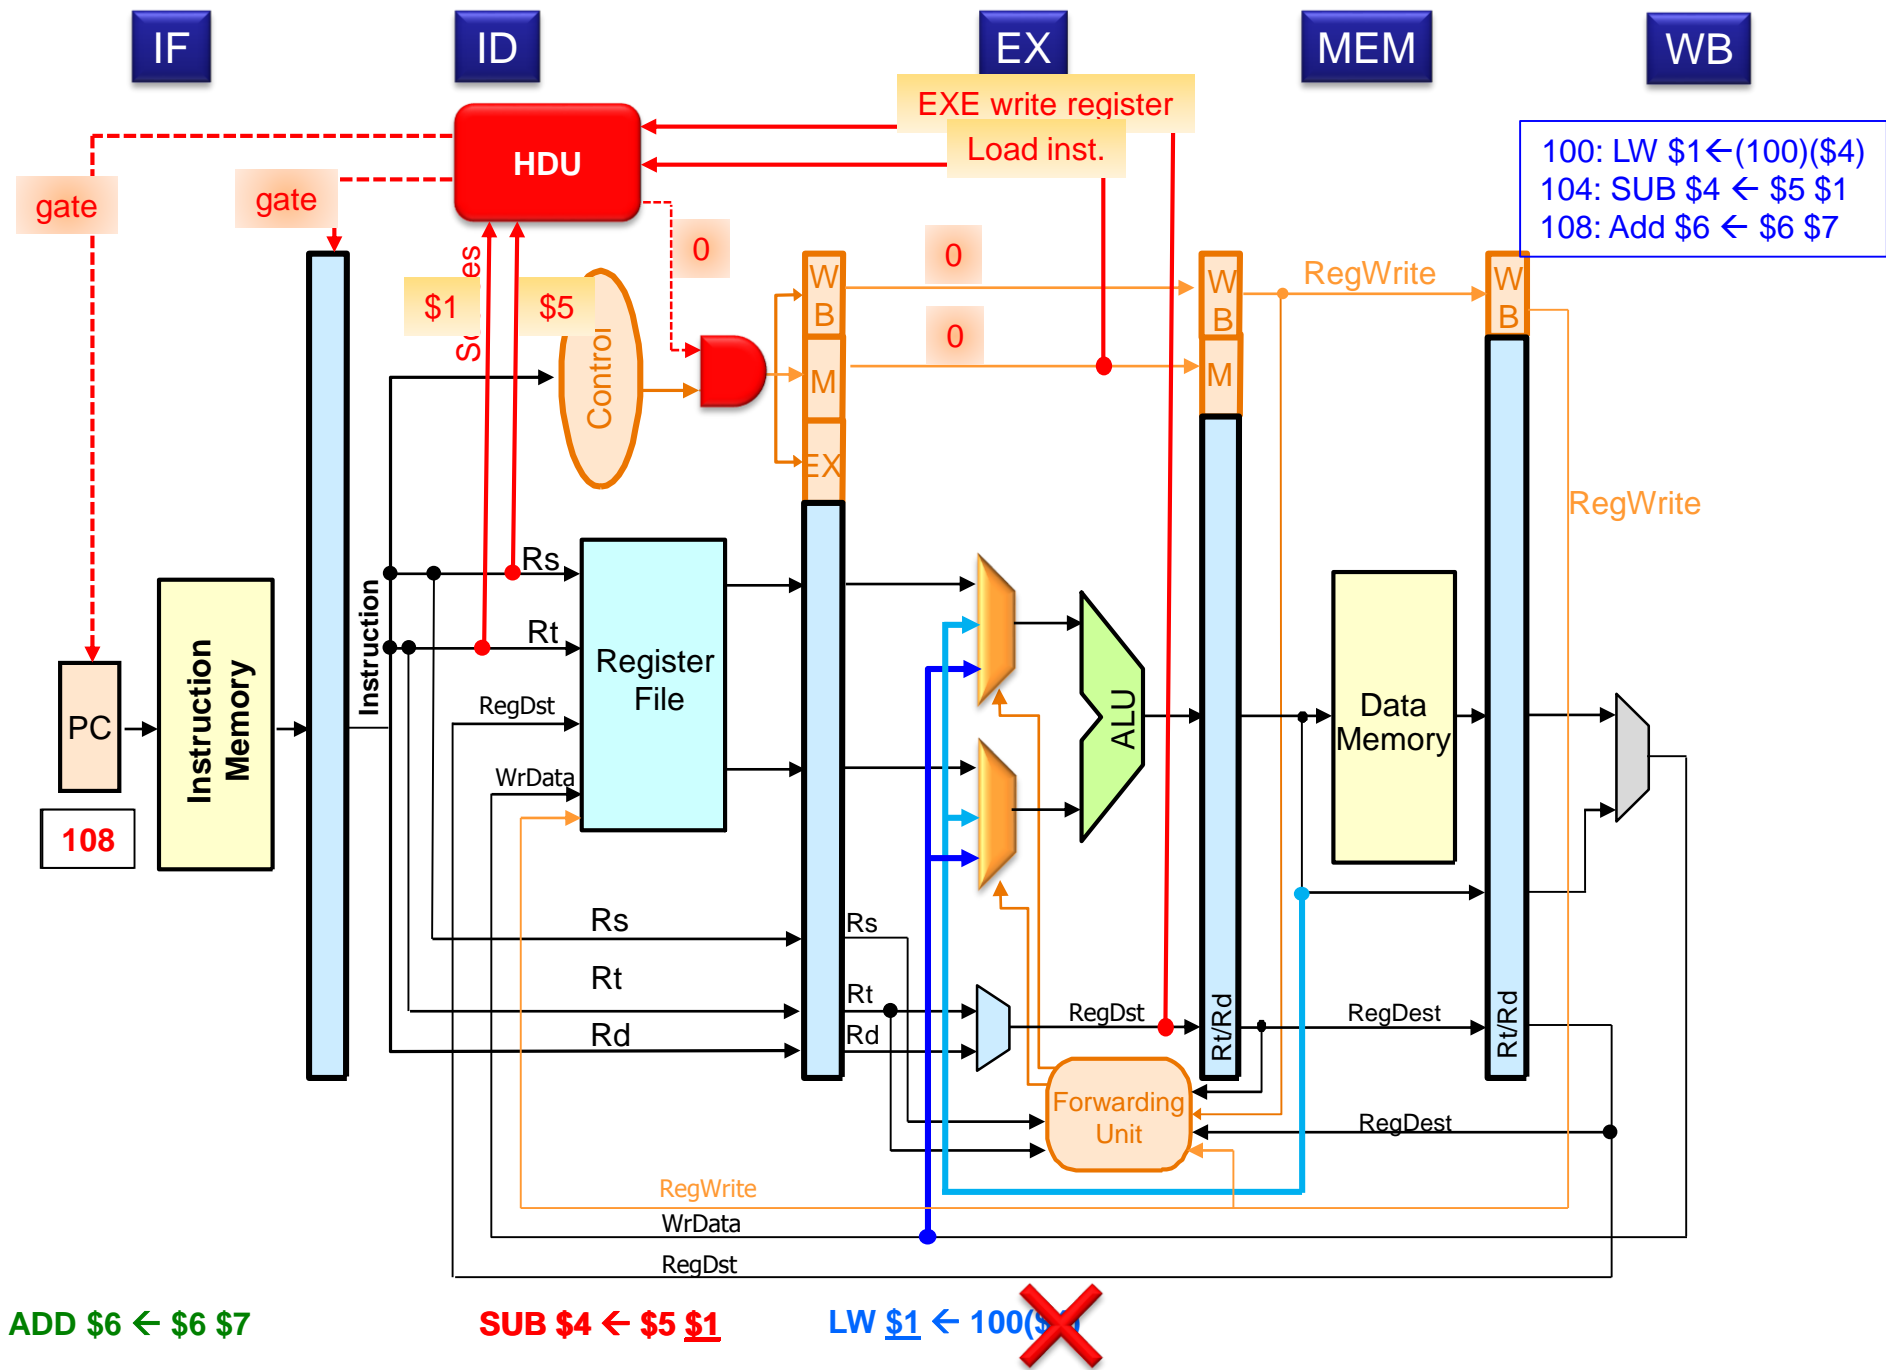 IF
ID
EX
MEM
WB
EXE write register
Load inst.
HDU
100: LW $1←(100)($4)
104: SUB $4 ← $5 $1
108: Add $6 ← $6 $7
gate
gate
0
0
0
$1
$5
Control
W
B
M
EX
W
B
M
RegWrite
W
B
RegWrite
Instruction
Rs
Rt
RegDst
WrData
Register
File
PC
108
Instruction
Memory
ALU
Data
Memory
Rs
Rt
Rd
Rs
Rt
Rd
RegDst
Rt/Rd
RegDest
Rt/Rd
Forwarding
Unit
RegDest
RegWrite
WrData
RegDst
ADD $6 ← $6 $7
SUB $4 ← $5 $1
LW $1 ← 100($